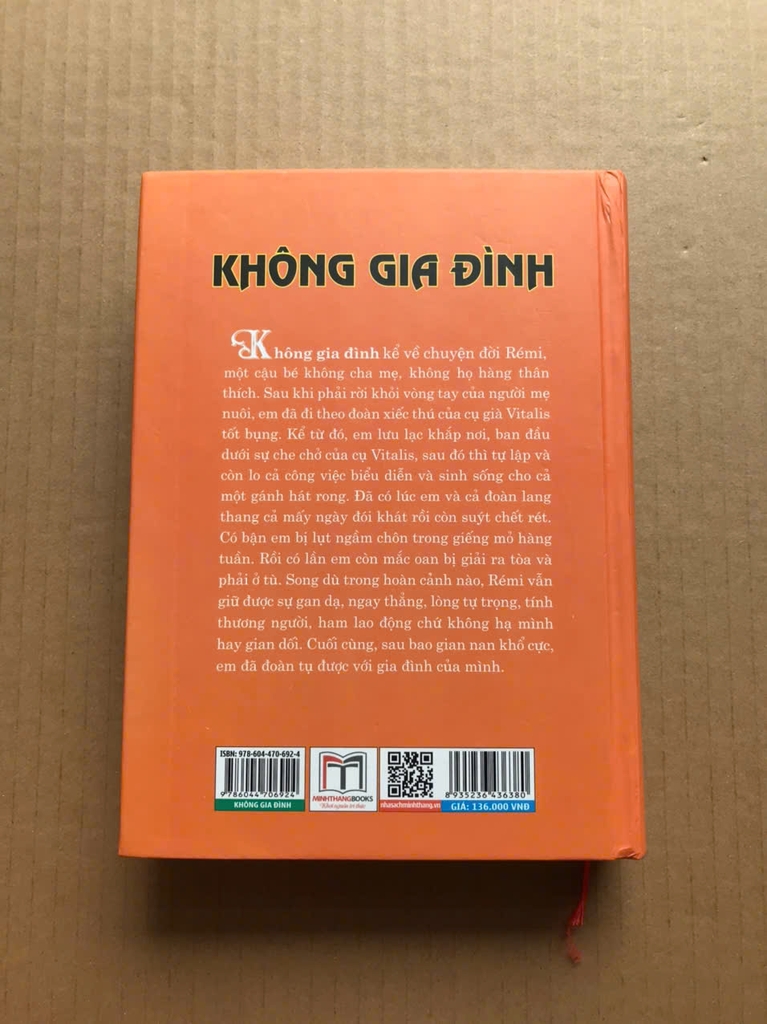 KHÔNG GIA ĐÌNH
Không gia đình kể về chuyện đời Rémi,
một cậu bé không cha mẹ, không họ hàng thân
thích. Sau khi phải rời khỏi vòng tay của người mẹ
nuôi, em đã đi theo đoàn xiếc thú của cụ già Vitalis
tốt bụng. Kể từ đó, em lưu lạc khắp nơi, ban đầu
dưới sự che chở của cụ Vitalis, sau đó thì tự lập và
còn lo cả công việc biểu diễn và sinh sống cho cả
một gánh hát rong. Đã có lúc em và cả đoàn lang
thang cả mấy ngày đói khát rồi còn suýt chết rét.
Có bận em bị lụt ngầm chôn trong giếng mỏ hàng
tuần. Rồi có lần em còn mắc oan bị giải ra tòa và
phải ở tù. Song dù trong hoàn cảnh nào, Rémi vẫn
giữ được sự gan dạ, ngay thẳng, lòng tự trọng, tính
thương người, ham lao động chứ không hạ mình
hay gian dối. Cuối cùng, sau bao gian nan khổ cực,
em đã đoàn tụ được với gia đình của mình.
ISBN: 978-604-470-692-4
9 786044 706924
KHÔNG GIA ĐÌNH
MINHTHANGBOOKS
Khơi nguồn tri thức
nhasachminhthang.vn
8 935236 436380
GIÁ: 136.000 VNĐ